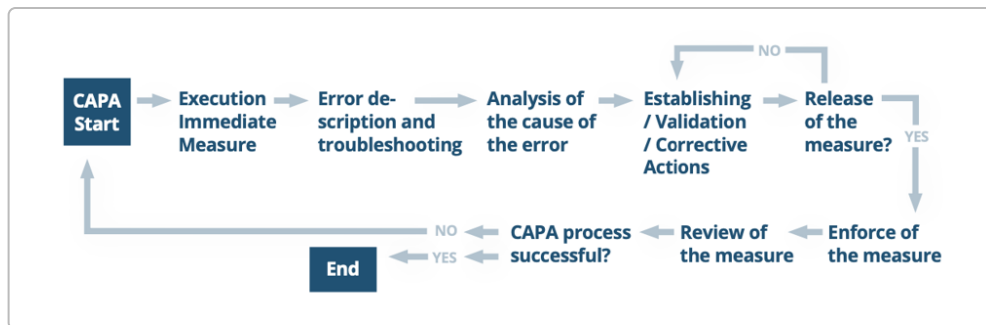 NO
CAPA
Start
Execution
Immediate
Measure
Error de-
scription and
troubleshooting
Analysis of
the cause of
the error
Establishing
/ Validation
/ Corrective
Actions
Release
of the
measure?
YES
Enforce of
the measure
Review of
the measure
CAPA process
successful?
NO
YES
End